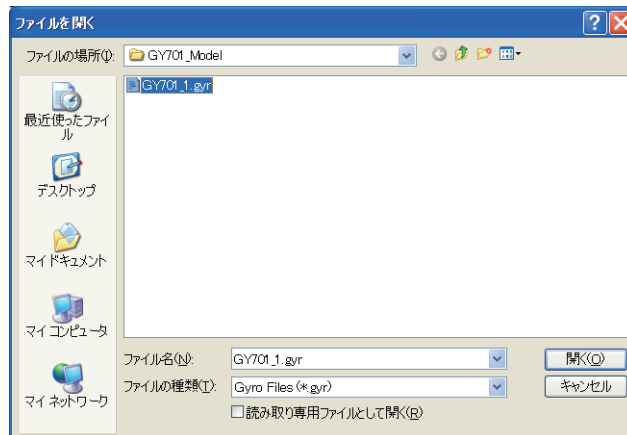 ファイルを開く
ファイルの場所(I):
GY701_Model
GY701_1.gyr
最近使ったファイ
ル
デスクトップ
マイドキュメント
マイコンピュータ
マイネットワーク
ファイル名(N):
GY701_1.gyr
開く(O)
ファイルの種類(T):
Gyro Files (*.gyr)
キャンセル
読み取り専用ファイルとして開く(R)